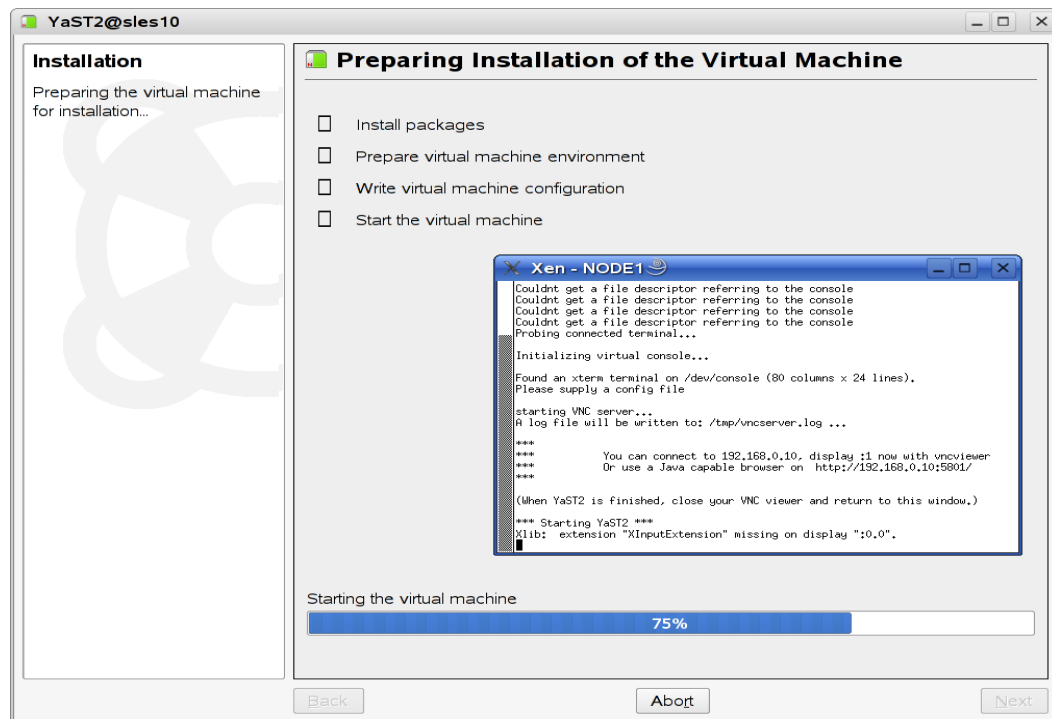 YaST2@sles10
Installation
Preparing the virtual machine
for installation...
Preparing Installation of the Virtual Machine
Install packages
Prepare virtual machine environment
Write virtual machine configuration
Start the virtual machine
Xen - NODE1
Couldnt get a file descriptor referring to the console
Couldnt get a file descriptor referring to the console
Couldnt get a file descriptor referring to the console
Couldnt get a file descriptor referring to the console
Probing connected terminal...
Initializing virtual console...
Found an xterm terminal on /dev/console (80 columns x 24 lines).
Please supply a config file
starting VNC server...
A log file will be written to: /tmp/vncserver.log ...
***
*** You can connect to 192.168.0.10, display :1 now with vncviewer
*** Or use a Java capable browser on http://192.168.0.10:5801/
***
(When YaST2 is finished, close your VNC viewer and return to this window.)
*** Starting YaST2 ***
Xlib: extension "XInputExtension" missing on display ":0.0".
Starting the virtual machine
75%
Back
Abort
Next